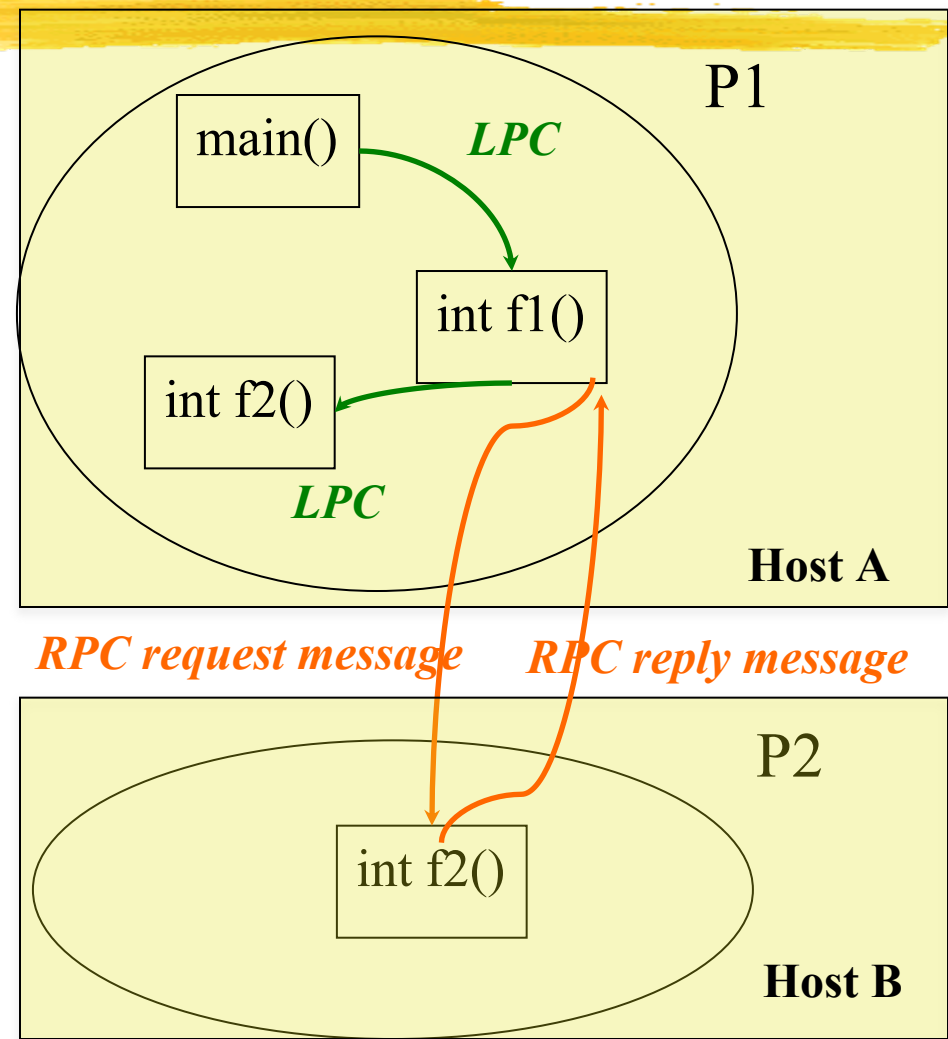 P1
main()
LPC
int f1()
int f2()
LPC
Host A
RPC request message
RPC reply message
P2
int f2()
Host B